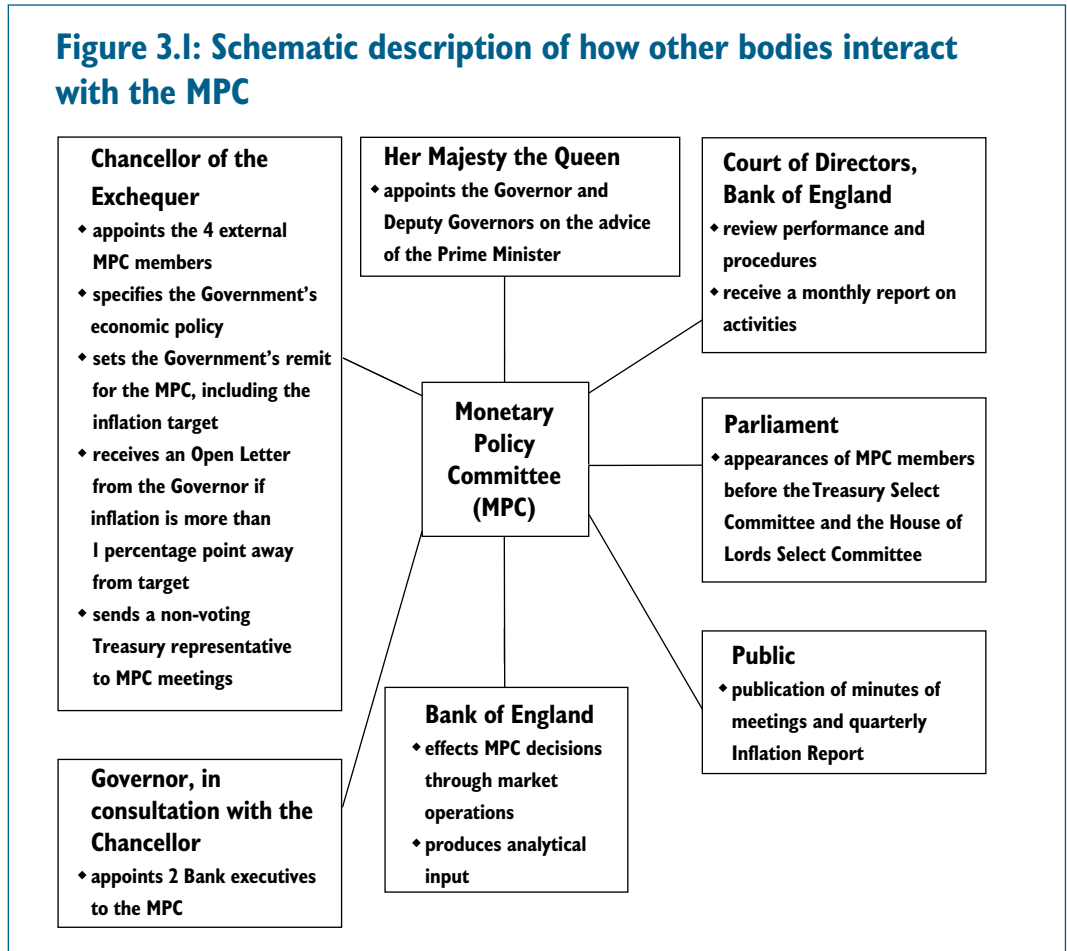 Figure 3.1: Schematic description of how other bodies interact
with the MPC
Chancellor of the
Exchequer
◆ appoints the 4 external
MPC members
◆ specifies the Government's
economic policy
◆ sets the Government's remit
for the MPC, including the
inflation target
◆ receives an Open Letter
from the Governor if
inflation is more than
1 percentage point away
from target
◆ sends a non-voting
Treasury representative
to MPC meetings
Her Majesty the Queen
◆ appoints the Governor and
Deputy Governors on the advice
of the Prime Minister
Court of Directors,
Bank of England
◆ review performance and
procedures
◆ receive a monthly report on
activities
Monetary
Policy
Committee
(MPC)
Parliament
◆ appearances of MPC members
before the Treasury Select
Committee and the House of
Lords Select Committee
Public
◆ publication of minutes of
meetings and quarterly
Inflation Report
Bank of England
◆ effects MPC decisions
through market
operations
◆ produces analytical
input
Governor, in
consultation with the
Chancellor
◆ appoints 2 Bank executives
to the MPC